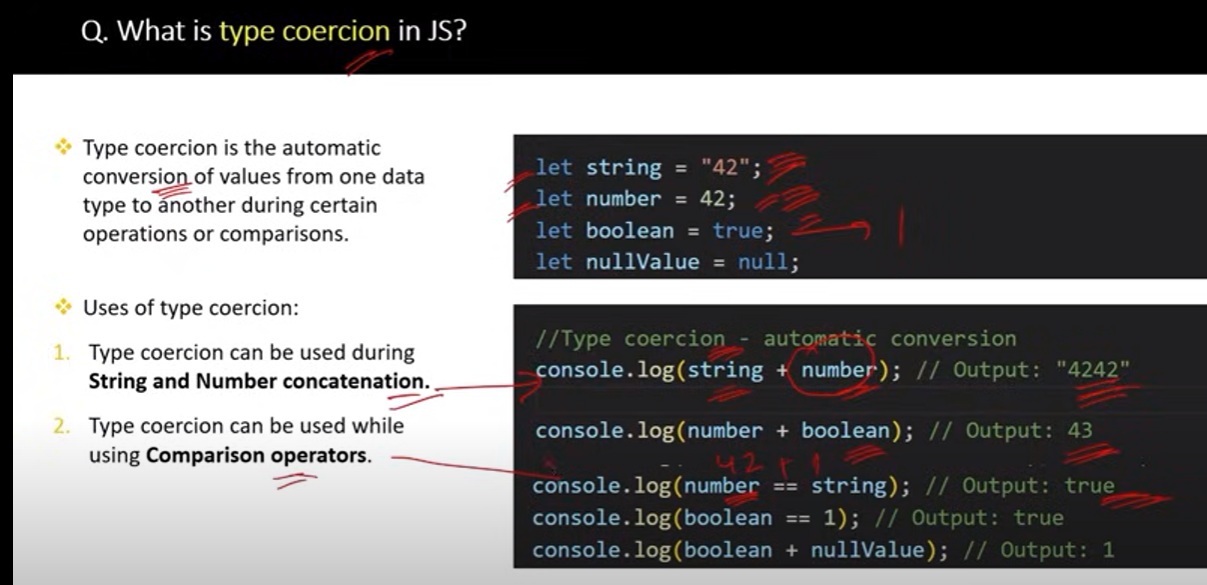 Q. What is type coercion in JS?
Type coercion is the automatic
conversion of values from one data
type to another during certain
operations or comparisons.
Uses of type coercion:
1. Type coercion can be used during
String and Number concatenation.
2. Type coercion can be used while
using Comparison operators.
let string = "42";
let number = 42;
let boolean = true; 1
let nullValue = null;
//Type coercion - automatic conversion
console.log(string + number); // Output: "4242"
console.log(number + boolean); // Output: 43
42 + 1
console.log(number == string); // Output: true
console.log(boolean == 1); // Output: true
console.log(boolean + nullValue); // Output: 1